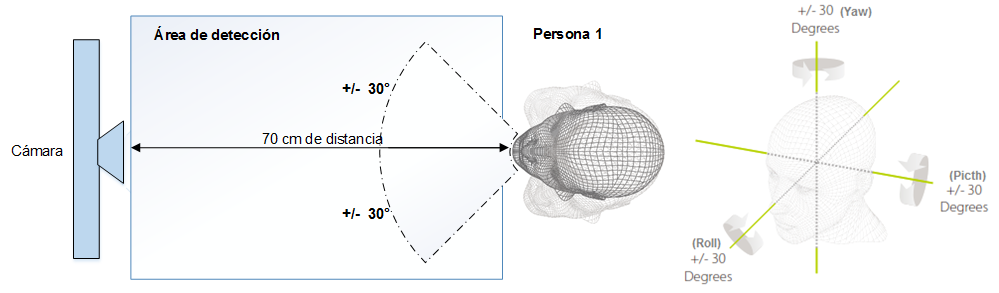 Área de detección
Persona 1
+/- 30°
70 cm de distancia
Cámara
+/- 30°
+/- 30 (Yaw)
Degrees
(Picth)
+/- 30
Degrees
(Roll)
+/- 30
Degrees